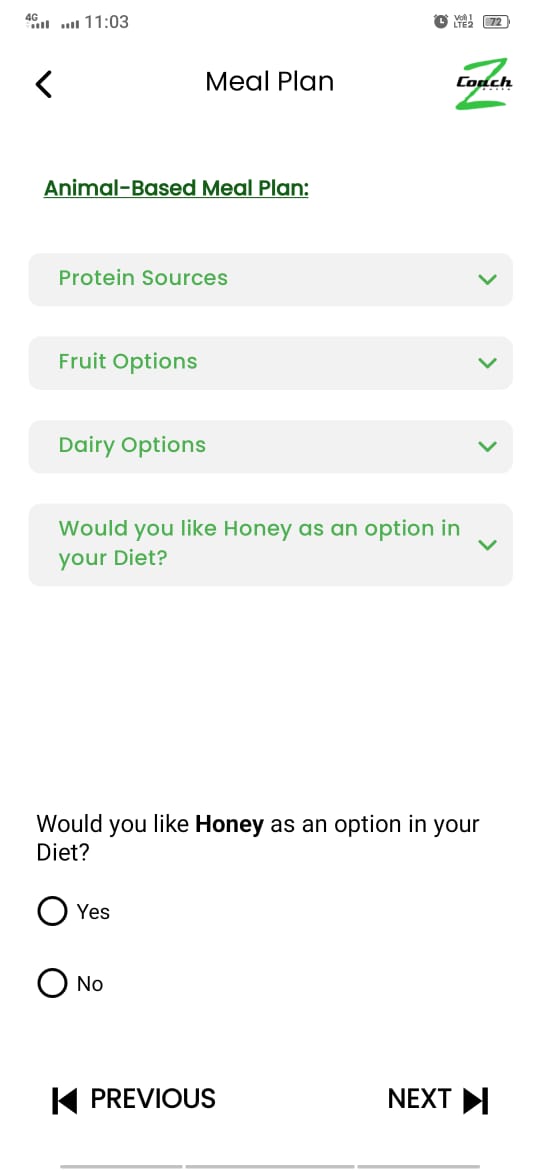 4G 11:03 Vo) 1 LTE2 72
Meal Plan
Coach
Animal-Based Meal Plan:
Protein Sources
Fruit Options
Dairy Options
Would you like Honey as an option in
your Diet?
Would you like Honey as an option in your
Diet?
Yes
No
PREVIOUS
NEXT